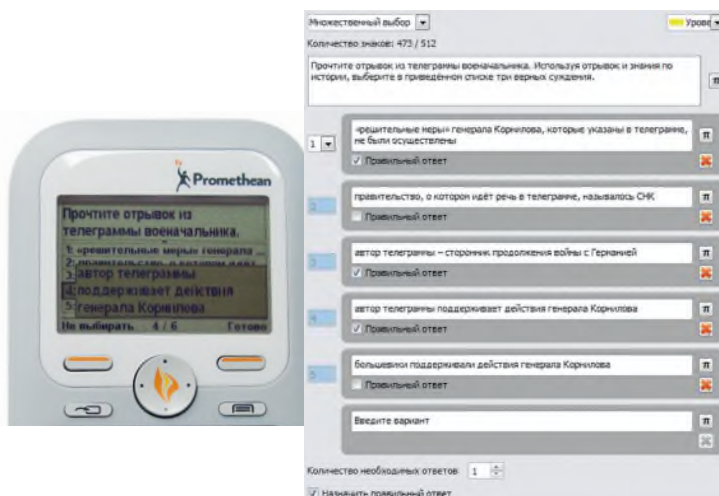 Promethean
Прочтите отрывок из
телеграммы военачальника.
1: «решительные меры» генерала ...
2:
3: автор телеграммы
4: поддерживает действия
5: генерала Корнилова
Не выбирать 4 / 6 Готово
Множественный выбор
Урове
Количество знаков: 473 / 512
Прочтите отрывок из телеграммы военачальника. Используя отрывок и знания по
истории, выберите в приведённом списке три верных суждения.
π
1
«решительные меры» генерала Корнилова, которые указаны в телеграмме,
не были осуществлены
π
Правильный ответ
2
правительство, о котором идёт речь в телеграмме, называлось СНК
π
Правильный ответ
3
автор телеграммы – сторонник продолжения войны с Германией
π
Правильный ответ
4
автор телеграммы поддерживает действия генерала Корнилова
π
Правильный ответ
5
большевики поддерживали действия генерала Корнилова
π
Правильный ответ
Введите вариант
π
Количество необходимых ответов 1
Назначить правильный ответ